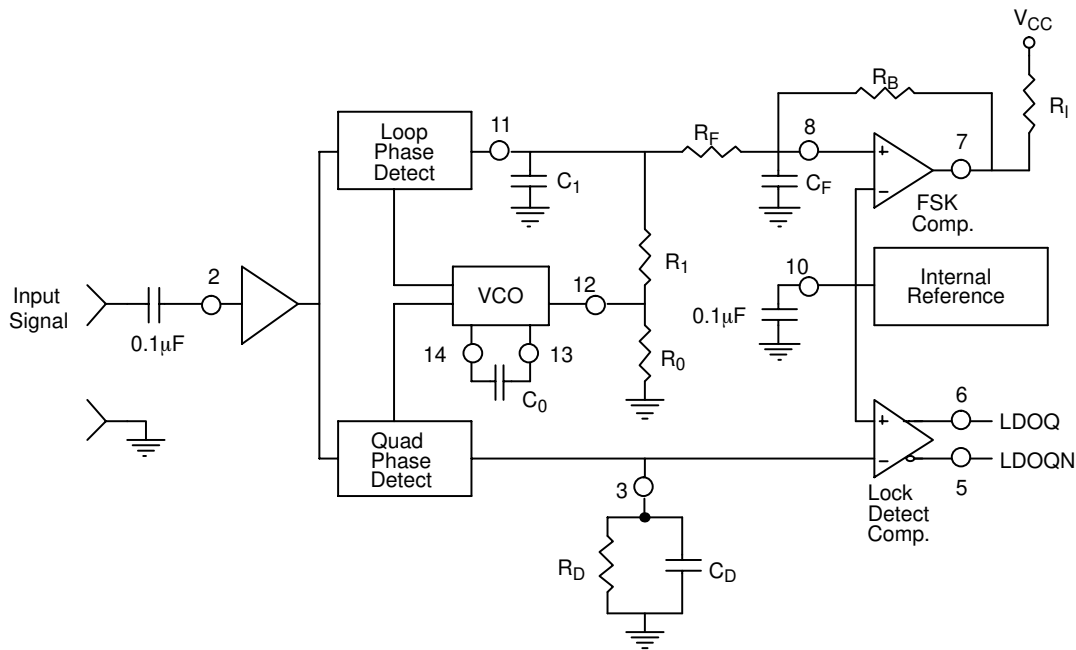 V_CC
R_B
R_I
Loop
Phase
Detect
11
R_F
8
7
C_1
C_F
FSK
Comp.
R_1
10
Internal
Reference
Input
Signal
2
VCO
12
0.1μF
0.1μF
14
13
R_0
C_0
6
LDOQ
Quad
Phase
Detect
LDOQN
5
3
Lock
Detect
Comp.
R_D
C_D
+
−
+
−